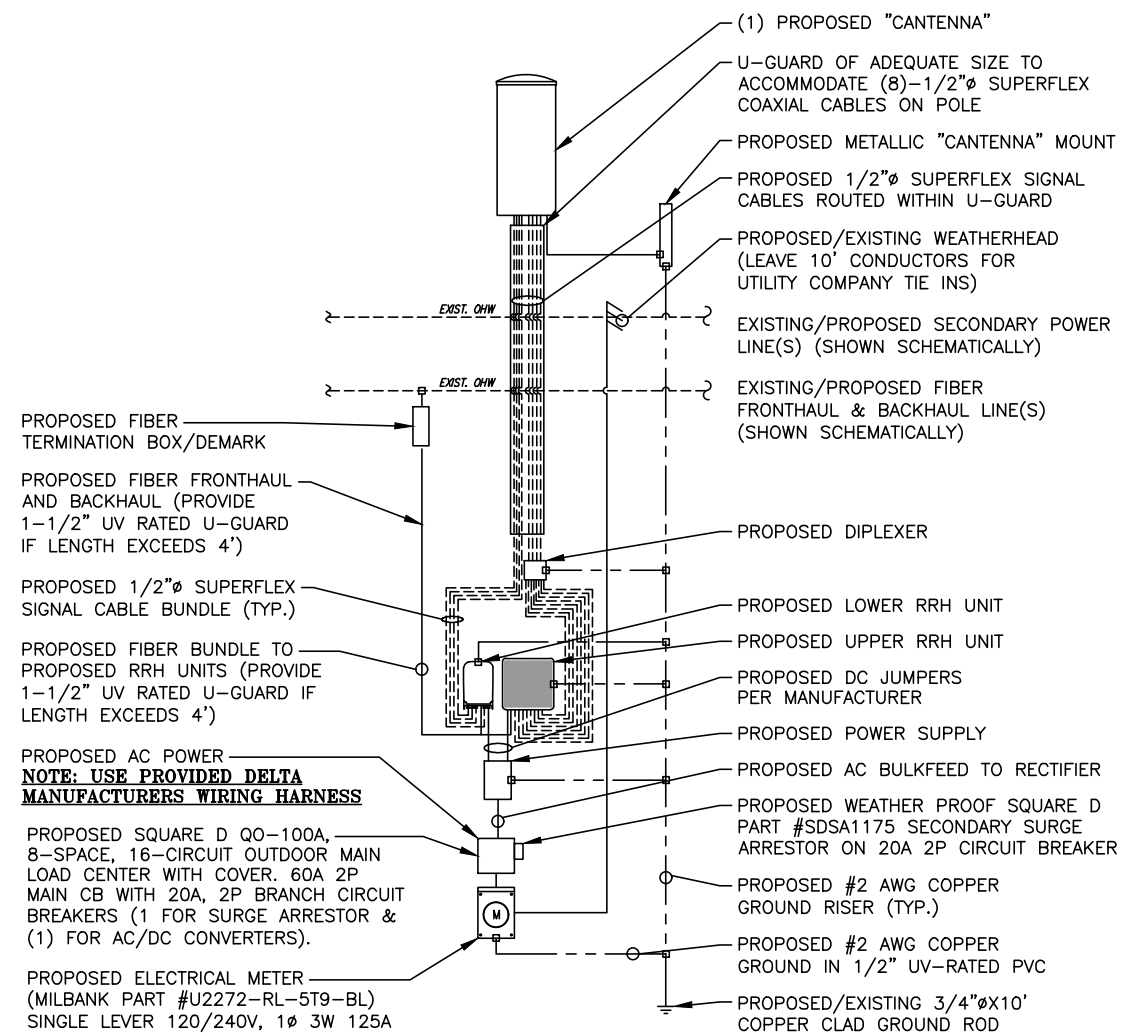 (1) PROPOSED "CANTENNA"
U-GUARD OF ADEQUATE SIZE TO
ACCOMMODATE (8)-1/2"ø SUPERFLEX
COAXIAL CABLES ON POLE
PROPOSED METALLIC "CANTENNA" MOUNT
PROPOSED 1/2"ø SUPERFLEX SIGNAL
CABLES ROUTED WITHIN U-GUARD
PROPOSED/EXISTING WEATHERHEAD
(LEAVE 10' CONDUCTORS FOR
UTILITY COMPANY TIE INS)
EXIST. OHW
EXISTING/PROPOSED SECONDARY POWER
LINE(S) (SHOWN SCHEMATICALLY)
EXIST. OHW
EXISTING/PROPOSED FIBER
FRONTHAUL & BACKHAUL LINE(S)
(SHOWN SCHEMATICALLY)
PROPOSED FIBER
TERMINATION BOX/DEMARK
PROPOSED FIBER FRONTHAUL
AND BACKHAUL (PROVIDE
1-1/2" UV RATED U-GUARD
IF LENGTH EXCEEDS 4')
PROPOSED 1/2"ø SUPERFLEX
SIGNAL CABLE BUNDLE (TYP.)
PROPOSED FIBER BUNDLE TO
PROPOSED RRH UNITS (PROVIDE
1-1/2" UV RATED U-GUARD IF
LENGTH EXCEEDS 4')
PROPOSED AC POWER
NOTE: USE PROVIDED DELTA
MANUFACTURERS WIRING HARNESS
PROPOSED SQUARE D QO-100A,
8-SPACE, 16-CIRCUIT OUTDOOR MAIN
LOAD CENTER WITH COVER. 60A 2P
MAIN CB WITH 20A, 2P BRANCH CIRCUIT
BREAKERS (1 FOR SURGE ARRESTOR &
(1) FOR AC/DC CONVERTERS).
PROPOSED ELECTRICAL METER
(MILBANK PART #U2272-RL-5T9-BL)
SINGLE LEVER 120/240V, 1ø 3W 125A
M
PROPOSED DIPLEXER
PROPOSED LOWER RRH UNIT
PROPOSED UPPER RRH UNIT
PROPOSED DC JUMPERS
PER MANUFACTURER
PROPOSED POWER SUPPLY
PROPOSED AC BULKFEED TO RECTIFIER
PROPOSED WEATHER PROOF SQUARE D
PART #SDSA1175 SECONDARY SURGE
ARRESTOR ON 20A 2P CIRCUIT BREAKER
PROPOSED #2 AWG COPPER
GROUND RISER (TYP.)
PROPOSED #2 AWG COPPER
GROUND IN 1/2" UV-RATED PVC
PROPOSED/EXISTING 3/4"øX10'
COPPER CLAD GROUND ROD